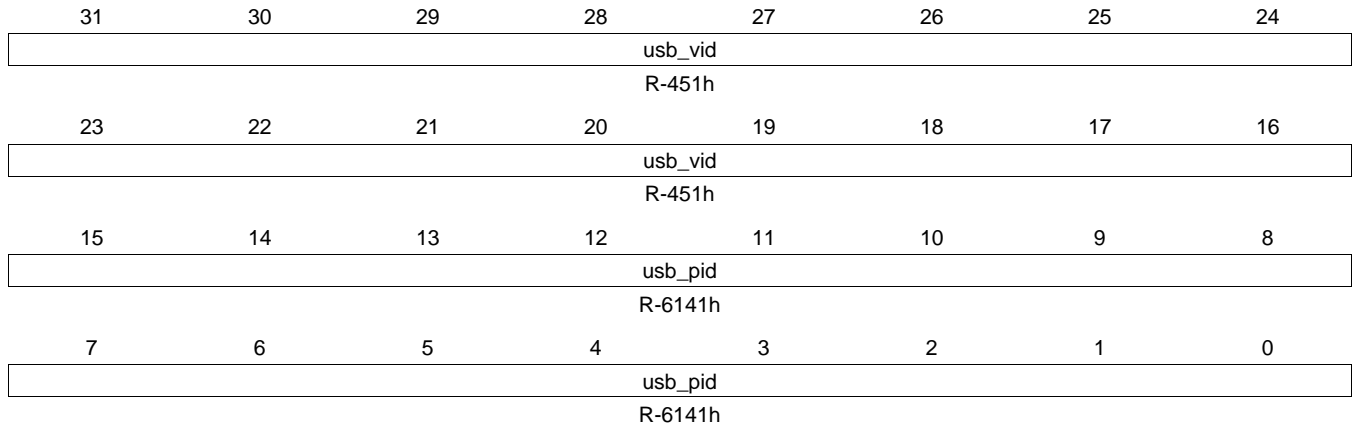 31 30 29 28 27 26 25 24
usb_vid
R-451h
23 22 21 20 19 18 17 16
usb_vid
R-451h
15 14 13 12 11 10 9 8
usb_pid
R-6141h
7 6 5 4 3 2 1 0
usb_pid
R-6141h